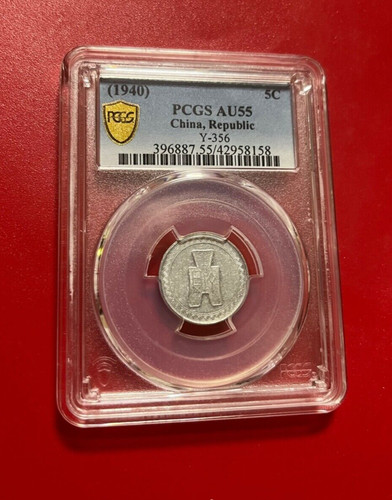 (1940) 5C
PCGS PCGS AU55
China, Republic
Y-356
396887.55/42958158